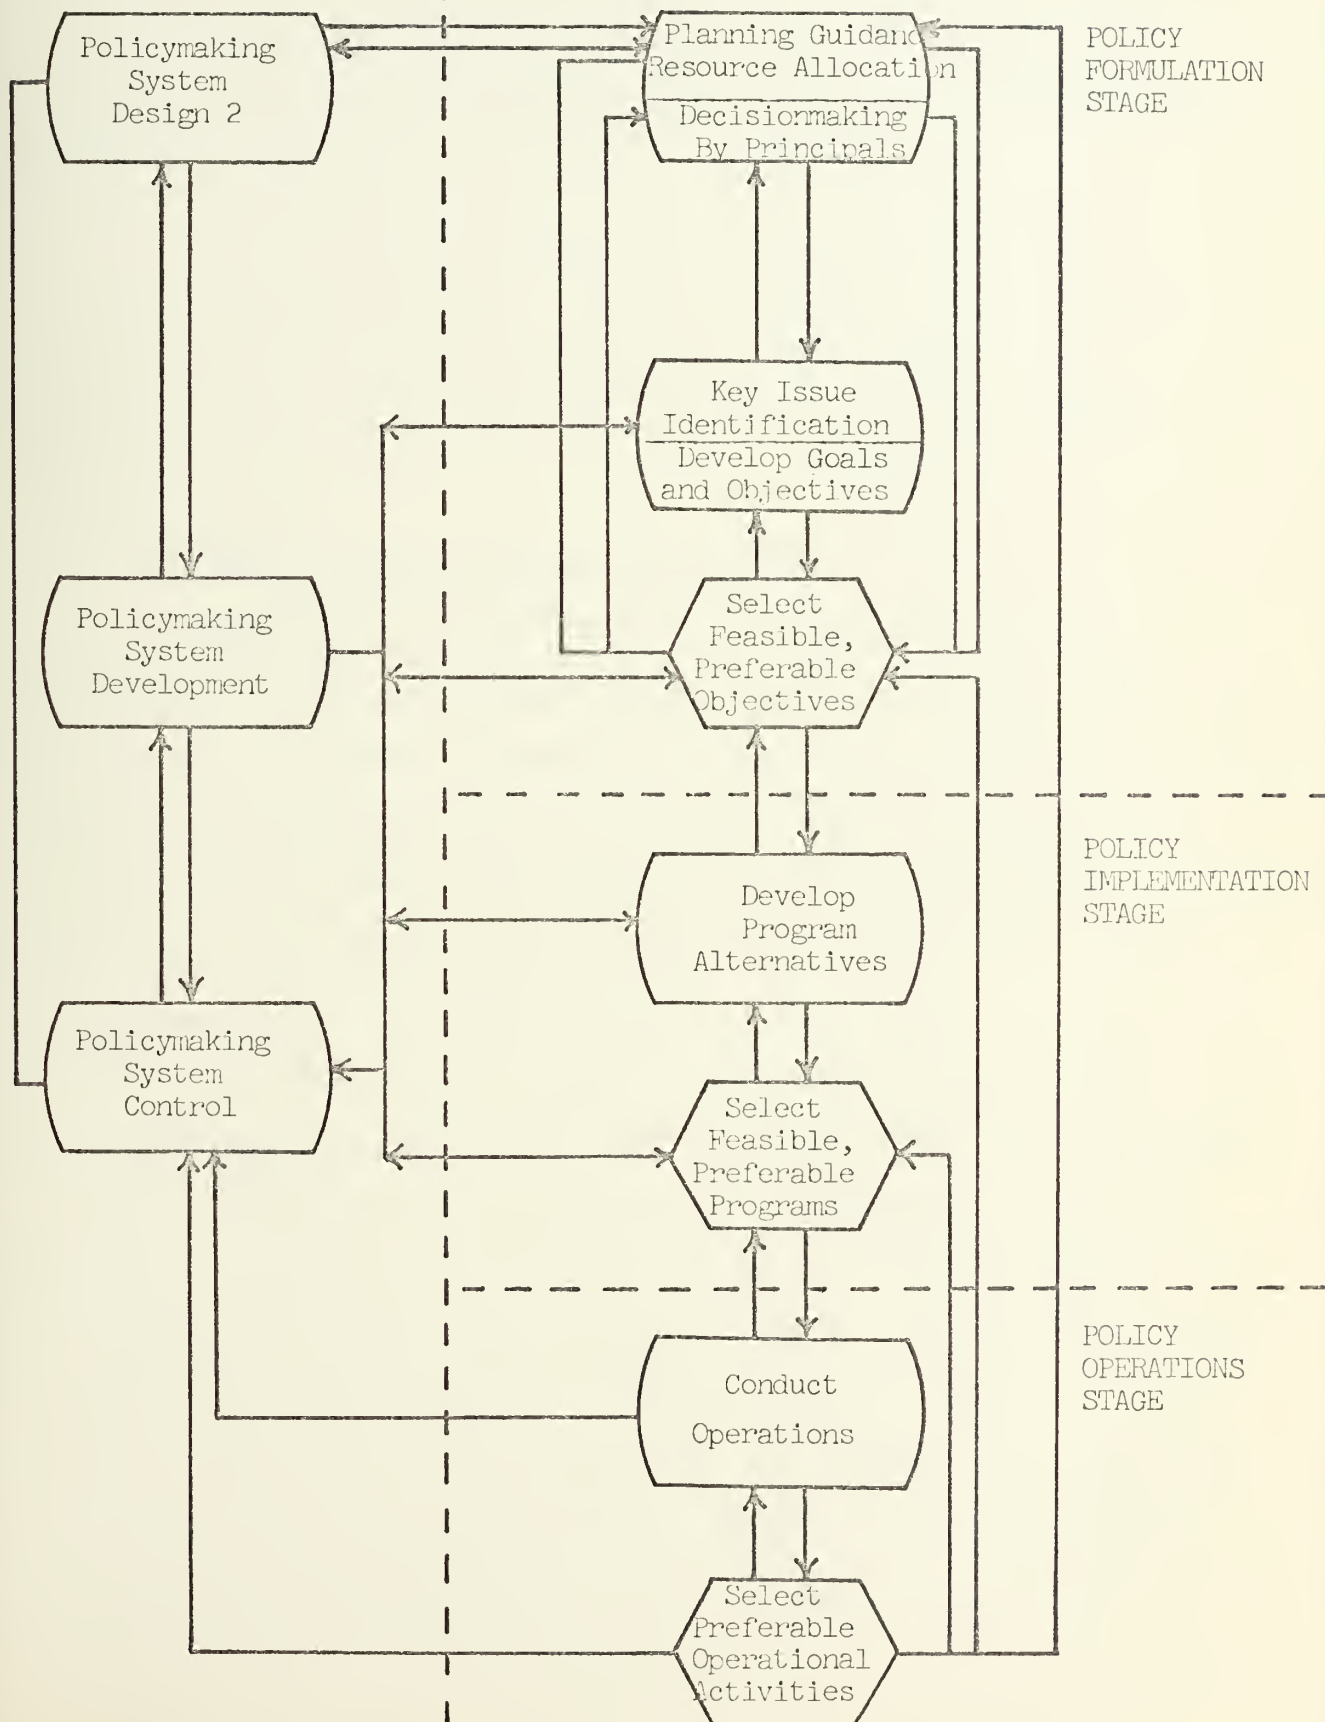 Policymaking
System
Design 2
Planning Guidanc
Resource Allocation
Decisionmaking
By Principals
POLICY
FORMULATION
STAGE
Key Issue
Identification
Develop Goals
and Objectives
Policymaking
System
Development
Select
Feasible,
Preferable
Objectives
Develop
Program
Alternatives
POLICY
IMPLEMENTATION
STAGE
Policymaking
System
Control
Select
Feasible,
Preferable
Programs
Conduct
Operations
POLICY
OPERATIONS
STAGE
Select
Preferable
Operational
Activities